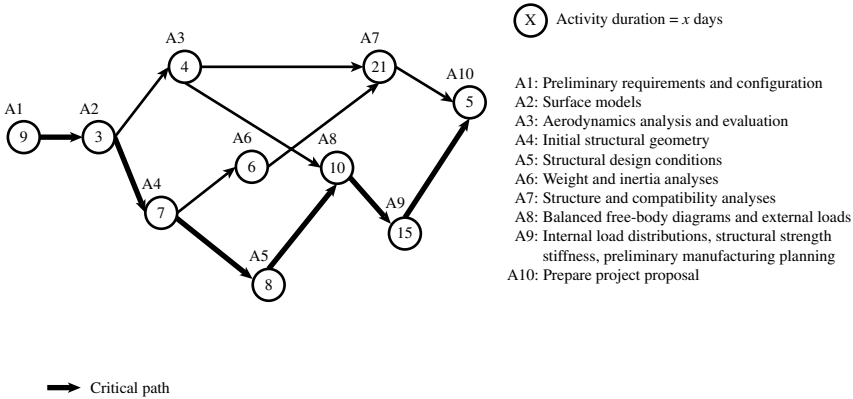 X Activity duration = x days
A3
A7
4
21
A10
5
A1
A2
9
3
A6
A8
6
10
A4
7
A9
15
A5
8
A1: Preliminary requirements and configuration
A2: Surface models
A3: Aerodynamics analysis and evaluation
A4: Initial structural geometry
A5: Structural design conditions
A6: Weight and inertia analyses
A7: Structure and compatibility analyses
A8: Balanced free-body diagrams and external loads
A9: Internal load distributions, structural strength
stiffness, preliminary manufacturing planning
A10: Prepare project proposal
Critical path